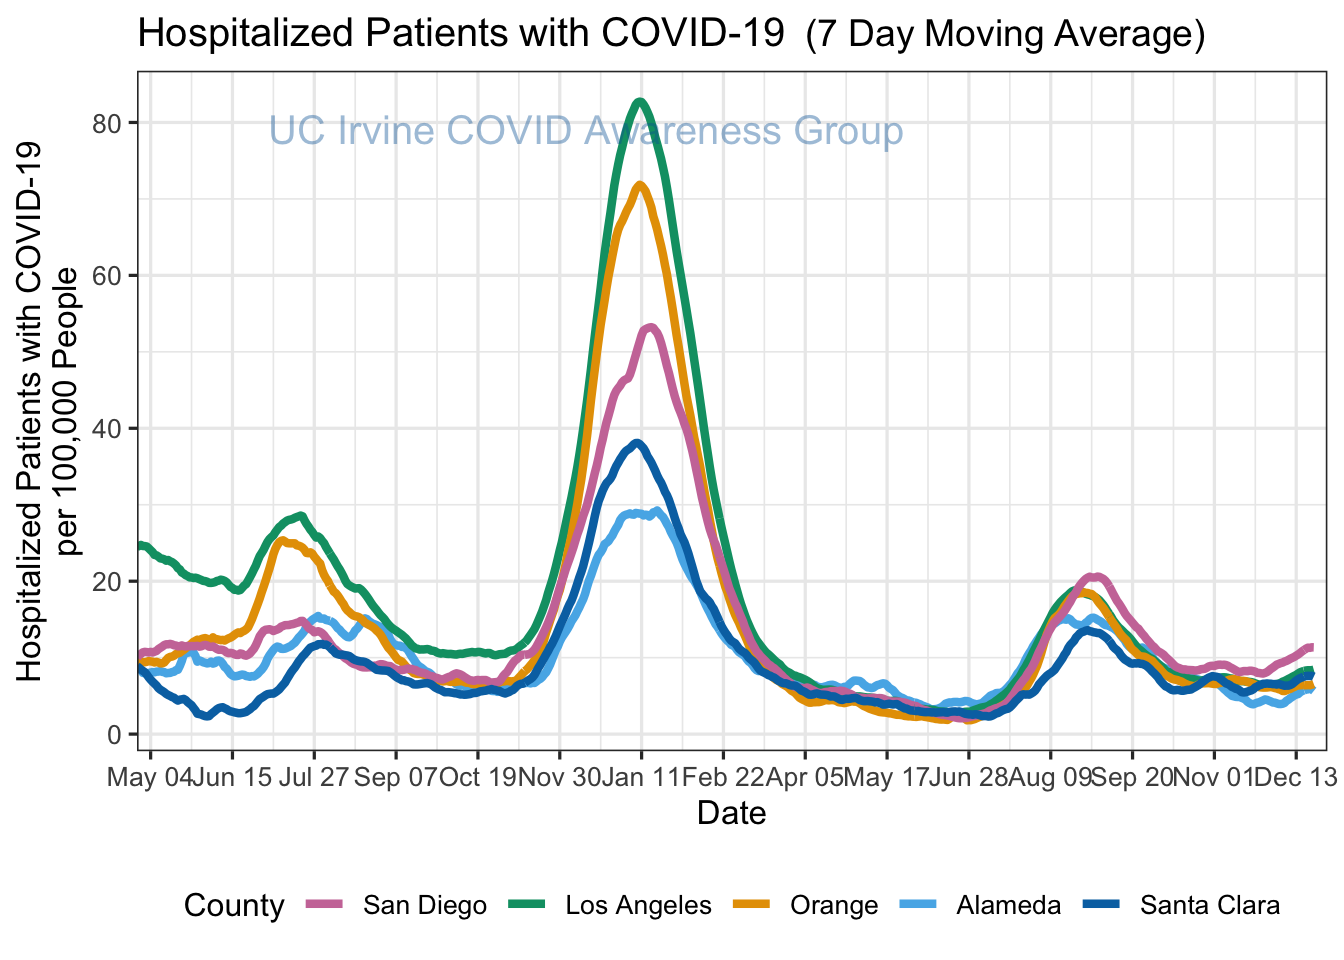 Hospitalized Patients with COVID-19 (7 Day Moving Average)
UC Irvine COVID Awareness Group
Hospitalized Patients with COVID-19
per 100,000 People
80
60
40
20
0
May 04 Jun 15 Jul 27 Sep 07 Oct 19 Nov 30 Jan 11 Feb 22 Apr 05 May 17 Jun 28 Aug 09 Sep 20 Nov 01 Dec 13
Date
County San Diego Los Angeles Orange Alameda Santa Clara